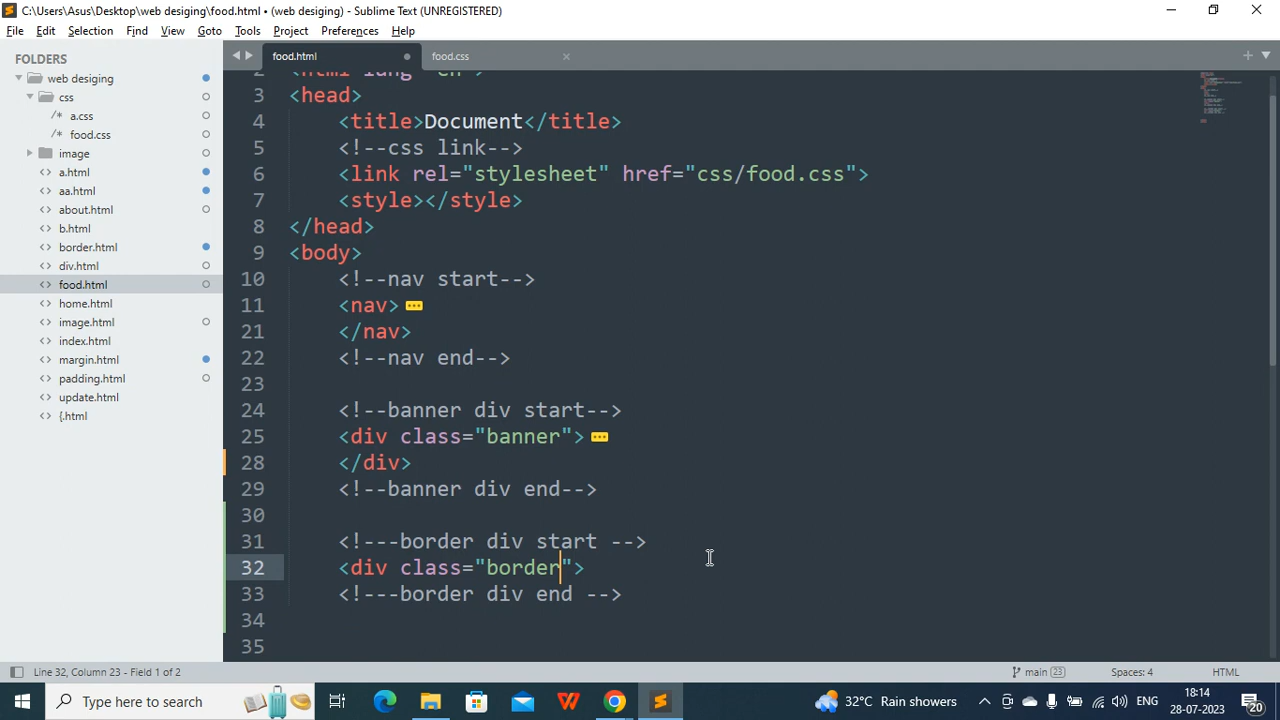 C:\Users\Asus\Desktop\web desiging\food.html • (web desiging) - Sublime Text (UNREGISTERED)
File Edit Selection Find View Goto Tools Project Preferences Help
FOLDERS
web desiging
css
/* a.css
/* food.css
image
<> a.html
<> aa.html
<> about.html
<> b.html
<> border.html
<> div.html
<> food.html
<> home.html
<> image.html
<> index.html
<> margin.html
<> padding.html
<> update.html
<> {.html
food.html food.css
2 <html lang="en">
3 <head>
4 <title>Document</title>
5 <!--css link-->
6 <link rel="stylesheet" href="css/food.css">
7 <style></style>
8 </head>
9 <body>
10 <!--nav start-->
11 <nav>
21 </nav>
22 <!--nav end-->
23
24 <!--banner div start-->
25 <div class="banner">
28 </div>
29 <!--banner div end-->
30
31 <!---border div start -->
32 <div class="border">
33 <!---border div end -->
34
35
Line 32, Column 23 - Field 1 of 2 main 23 Spaces: 4 HTML
Type here to search 32°C Rain showers ENG 18:14
28-07-2023 20